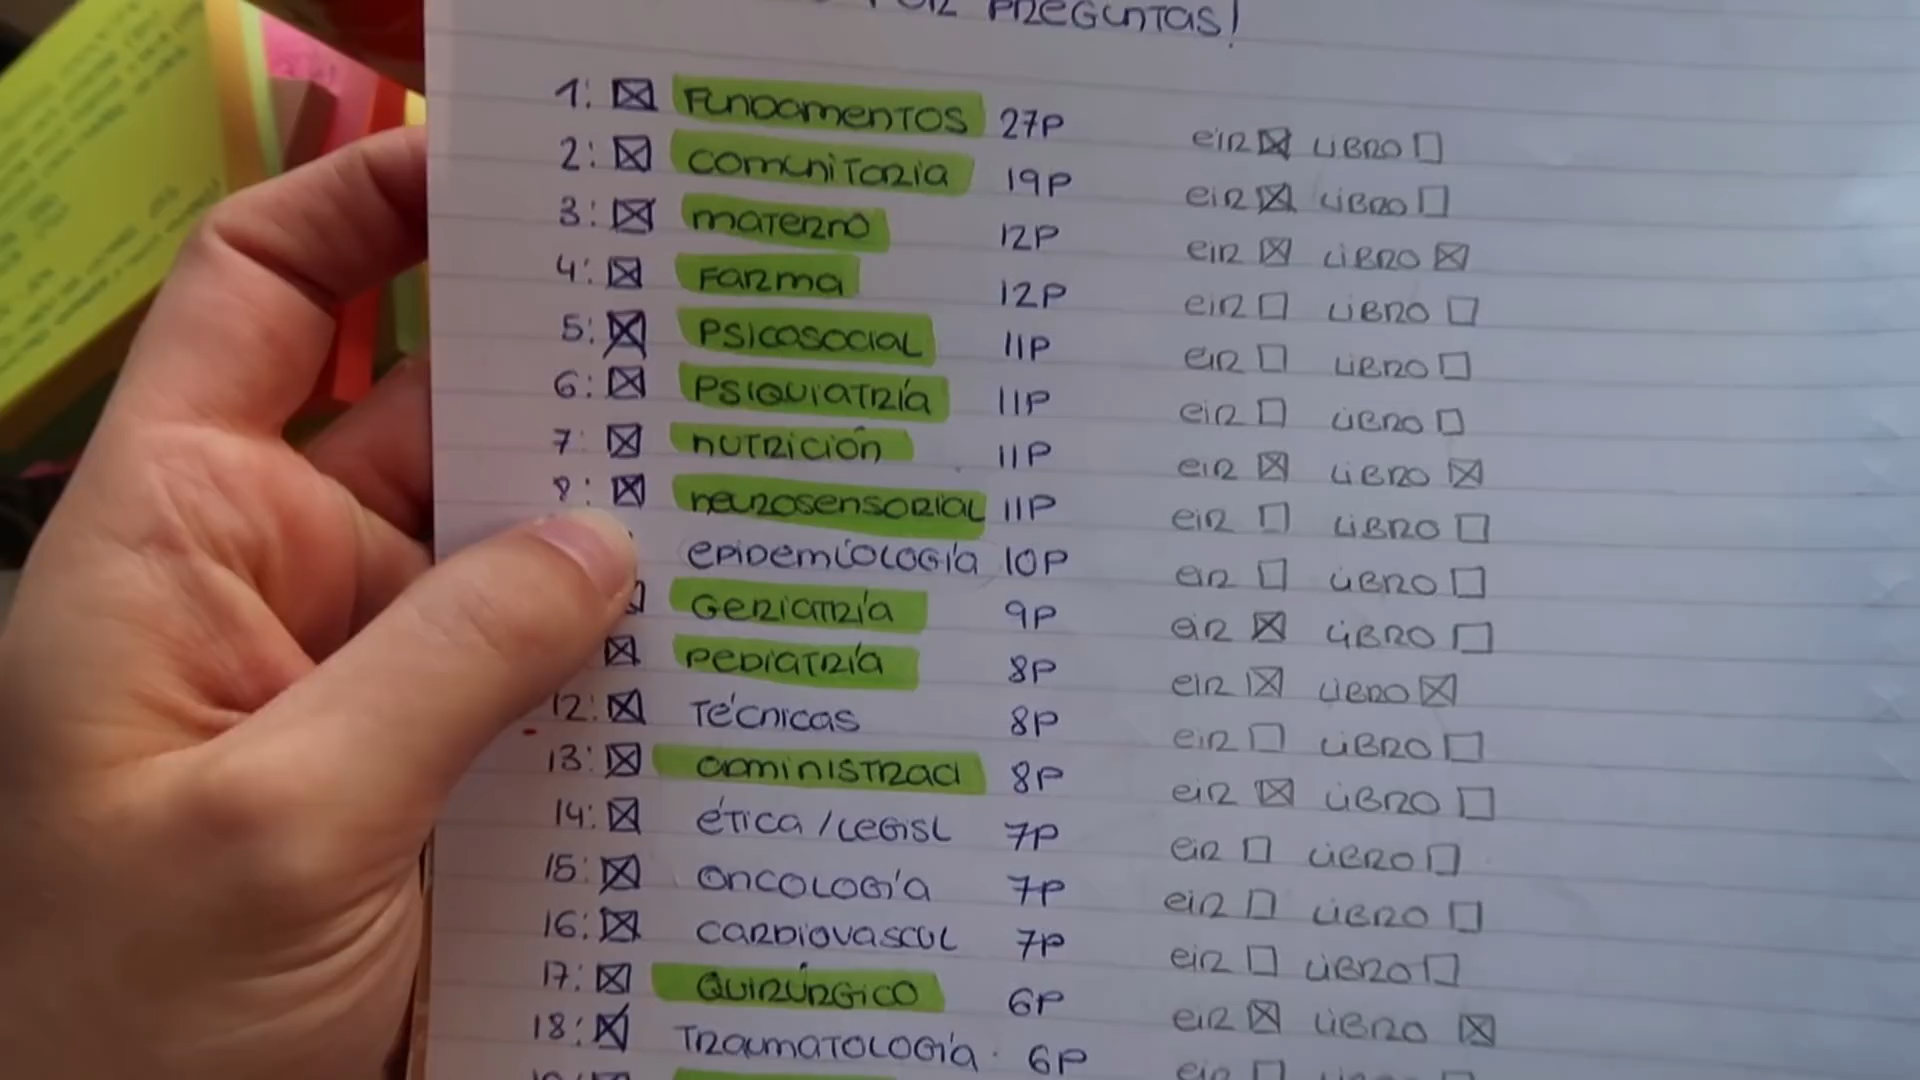 POR PREGUNTAS!
1: ☒ FUNDAMENTOS 27P EIR ☒ LIBRO ☐
2: ☒ COMUNITARIA 19P EIR ☒ LIBRO ☐
3: ☒ MATERNO 12P EIR ☒ LIBRO ☒
4: ☒ FARMA 12P EIR ☐ LIBRO ☐
5: ☒ PSICOSOCIAL 11P EIR ☐ LIBRO ☐
6: ☒ PSIQUIATRÍA 11P EIR ☐ LIBRO ☐
7: ☒ NUTRICIÓN 11P EIR ☒ LIBRO ☒
8: ☒ NEUROSENSORIAL 11P EIR ☐ LIBRO ☐
EPIDEMIOLOGÍA 10P EIR ☐ LIBRO ☐
GERIATRÍA 9P EIR ☒ LIBRO ☐
☒ PEDIATRÍA 8P EIR ☒ LIBRO ☒
12: ☒ TÉCNICAS 8P EIR ☐ LIBRO ☐
13: ☒ ADMINISTRACI 8P EIR ☒ LIBRO ☐
14: ☒ ÉTICA/LEGISL 7P EIR ☐ LIBRO ☐
15: ☒ ONCOLOGÍA 7P EIR ☐ LIBRO ☐
16: ☒ CARDIOVASCUL 7P EIR ☐ LIBRO ☐
17: ☒ QUIRÚRGICO 6P EIR ☒ LIBRO ☒
18: ☒ TRAUMATOLOGÍA 6P EIR ☐